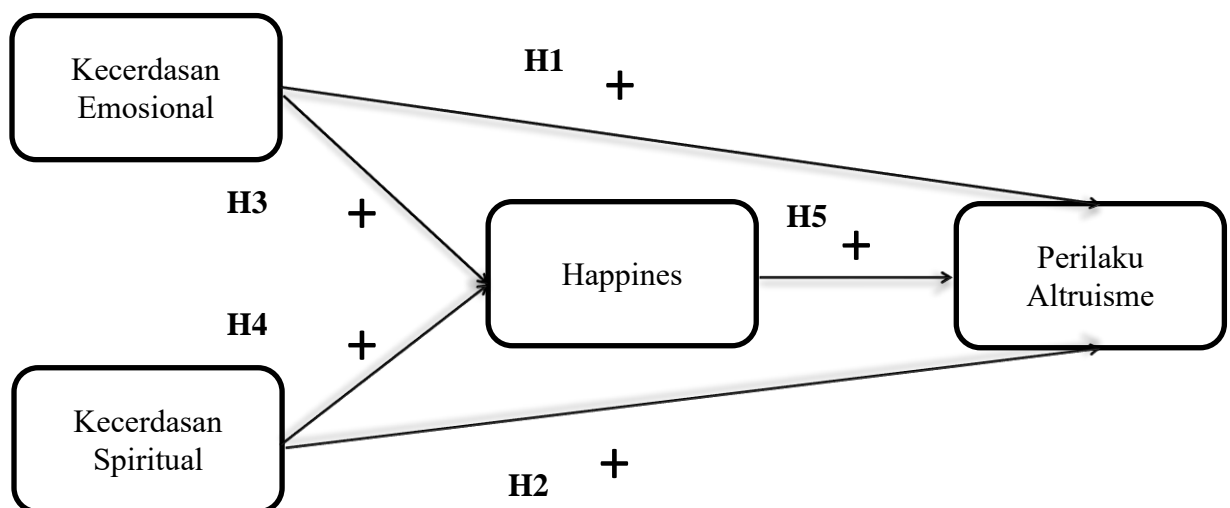 Kecerdasan
Emosional
H1
+
H3
+
Happines
H5
+
Perilaku
Altruisme
H4
+
Kecerdasan
Spiritual
H2
+